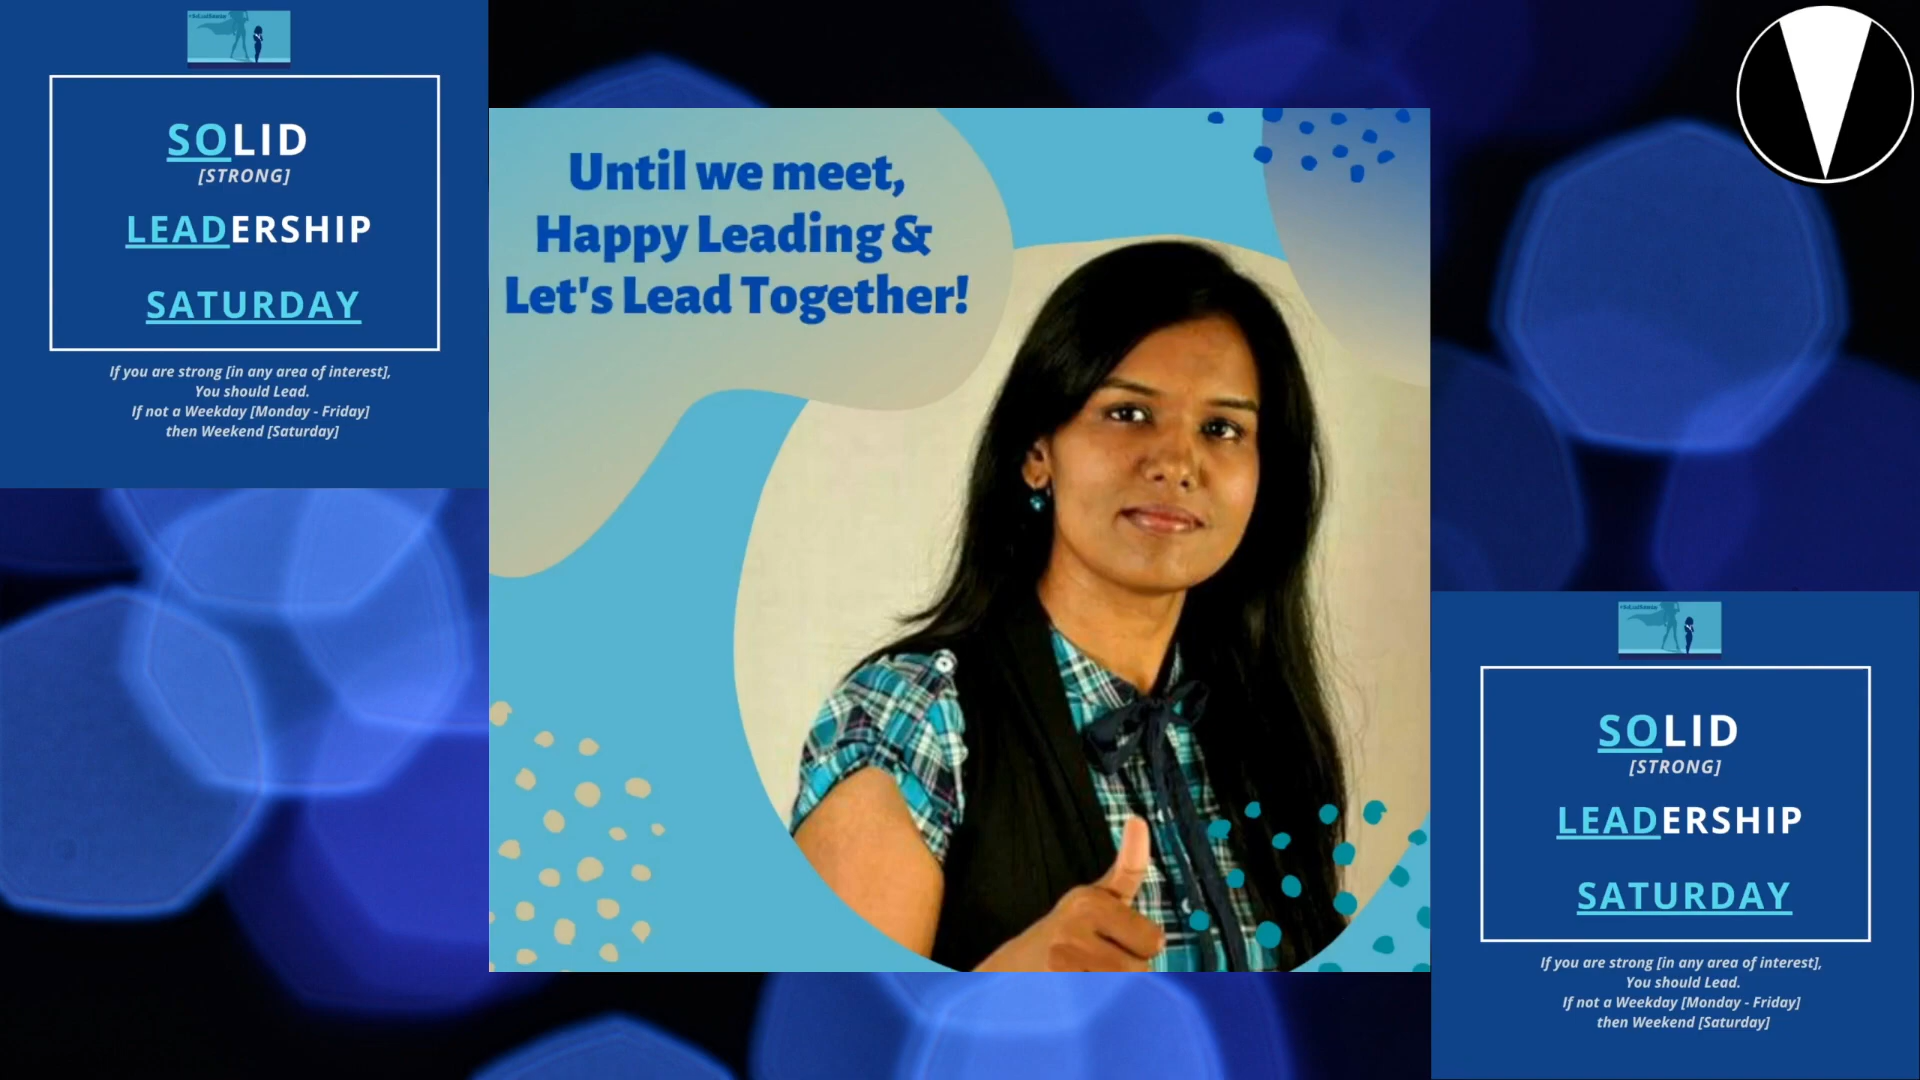 SOLID
[STRONG]
LEADERSHIP
SATURDAY
If you are strong [in any area of interest],
You should Lead.
If not a Weekday [Monday - Friday]
then Weekend [Saturday]
Until we meet,
Happy Leading &
Let's Lead Together!
SOLID
[STRONG]
LEADERSHIP
SATURDAY
If you are strong [in any area of interest],
You should Lead.
If not a Weekday [Monday - Friday]
then Weekend [Saturday]